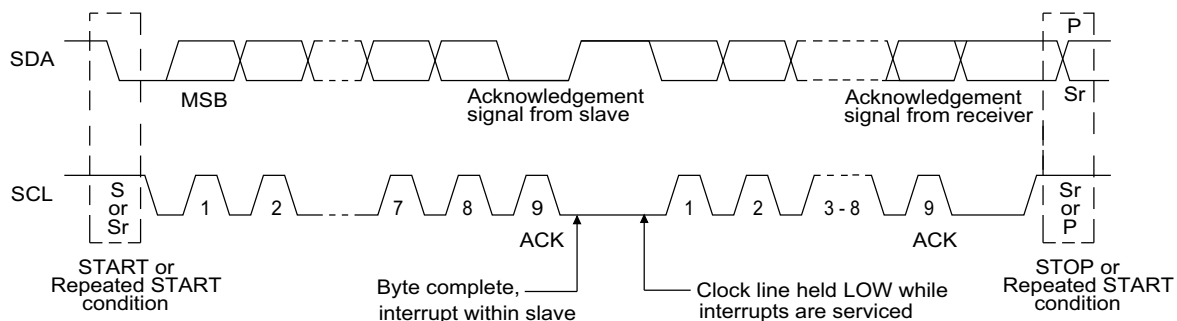 P
SDA
MSB
Acknowledgement
signal from slave
Acknowledgement
signal from receiver
Sr
SCL
S
or
Sr
1
2
7
8
9
1
2
3 - 8
9
Sr
or
P
ACK
ACK
START or
Repeated START
condition
Byte complete,
interrupt within slave
Clock line held LOW while
interrupts are serviced
STOP or
Repeated START
condition